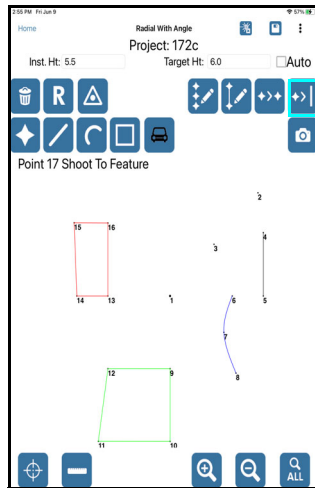 2:55 PM Fri Jun 9 57%
Home Radial With Angle
Project: 172c
Inst. Ht: 5.5 Target Ht: 6.0 Auto
R
Point 17 Shoot To Feature
2
15 16 4
3
14 13 1 6 5
7
12 9 8
11 10
ALL